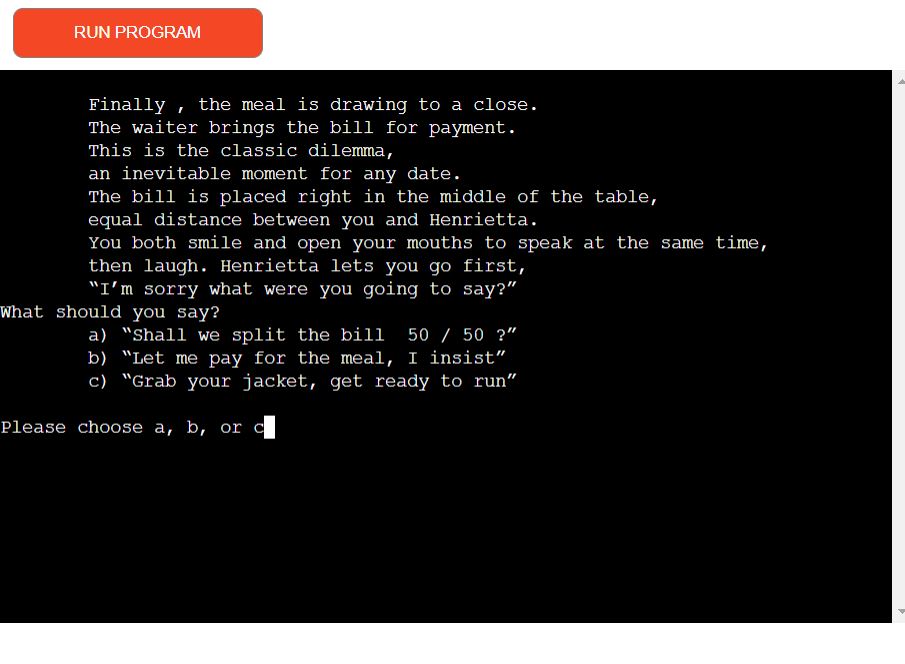 RUN PROGRAM
Finally , the meal is drawing to a close.
The waiter brings the bill for payment.
This is the classic dilemma,
an inevitable moment for any date.
The bill is placed right in the middle of the table,
equal distance between you and Henrietta.
You both smile and open your mouths to speak at the same time,
then laugh. Henrietta lets you go first,
“I’m sorry what were you going to say?”
What should you say?
a) “Shall we split the bill  50 / 50 ?”
b) “Let me pay for the meal, I insist”
c) “Grab your jacket, get ready to run”
Please choose a, b, or c